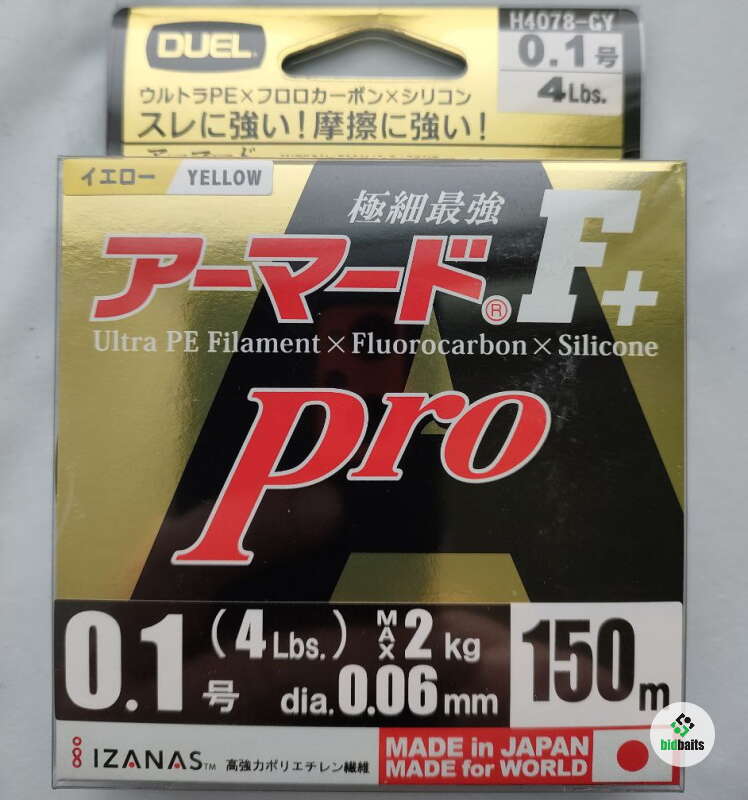 DUEL
H4078-GY
0.1号
4Lbs.
ウルトラPE×フロロカーボン×シリコン
スレに強い!摩擦に強い!
イエロー YELLOW
極細最強
アーマード® F+
Ultra PE Filament×Fluorocarbon×Silicone
Pro
0.1号 (4Lbs.) MAX2kg
dia.0.06mm
150m
IZANAS™ 高強力ポリエチレン繊維
MADE in JAPAN
MADE for WORLD
bidbaits